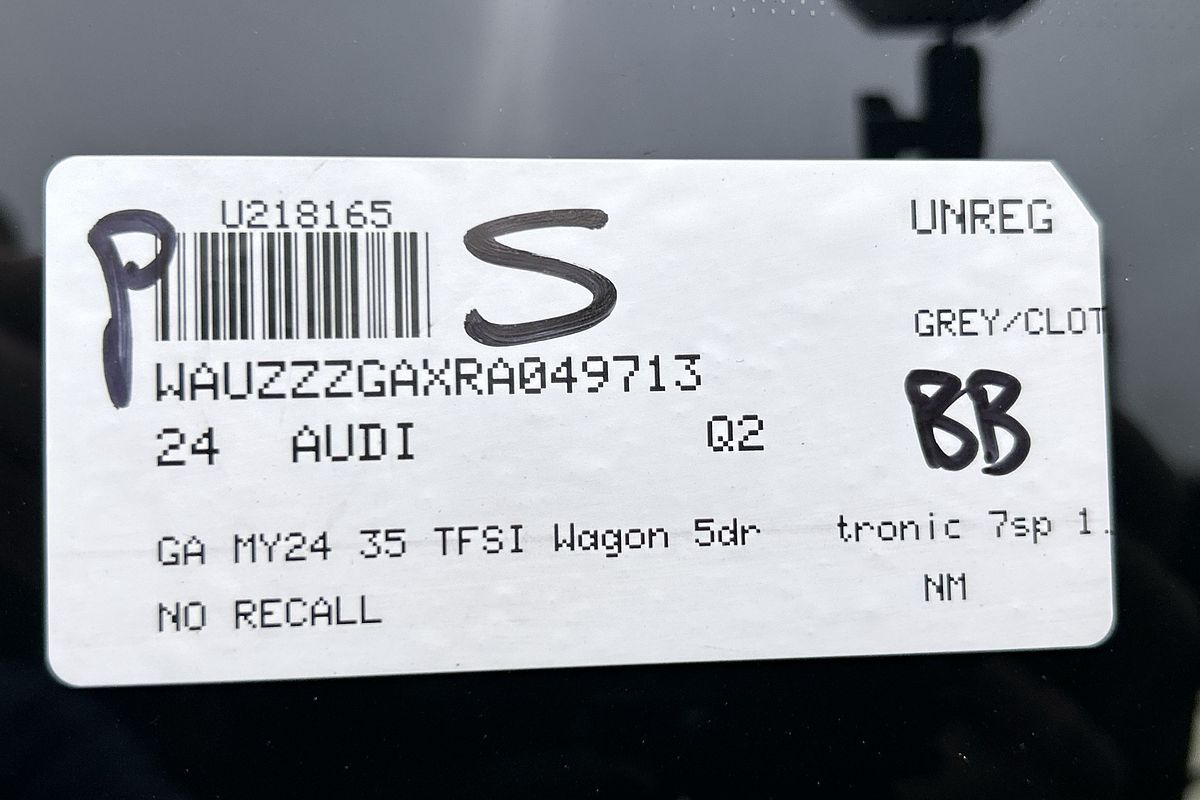 U218165
UNREG
P
S
GREY/CLOT
WAUZZZGAXRA049713
BB
24 AUDI Q2
GA MY24 35 TFSI Wagon 5dr tronic 7sp 1.
NM
NO RECALL